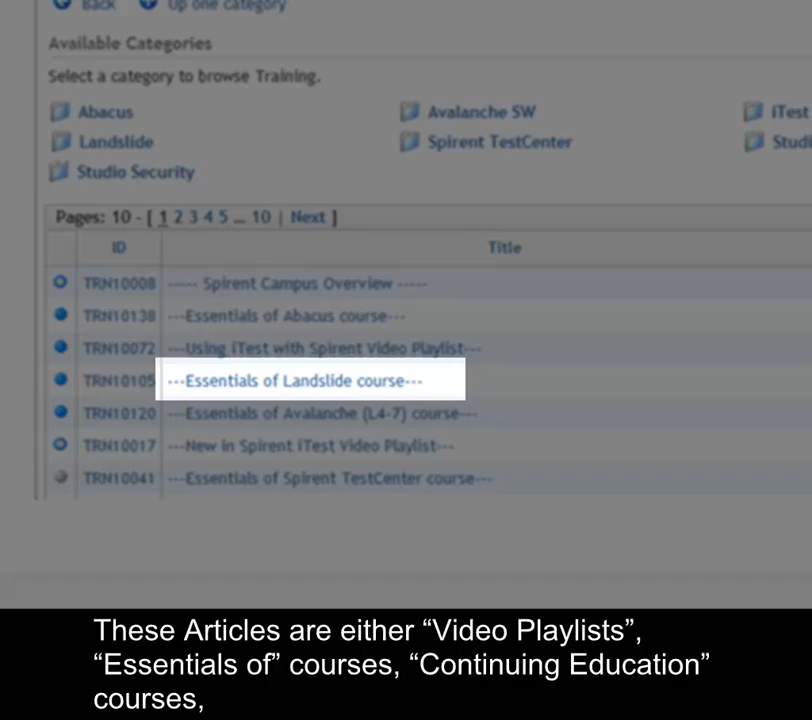 Back Up one category
Available Categories
Select a category to browse Training.
Abacus Avalanche SW iTest
Landslide Spirent TestCenter Studi
Studio Security
Pages: 10 - [ 1 2 3 4 5 ... 10 | Next ]
ID Title
TRN10008 ----- Spirent Campus Overview -----
TRN10138 ---Essentials of Abacus course---
TRN10072 ---Using iTest with Spirent Video Playlist---
TRN10105 ---Essentials of Landslide course---
TRN10120 ---Essentials of Avalanche (L4-7) course---
TRN10017 ---New in Spirent iTest Video Playlist---
TRN10041 ---Essentials of Spirent TestCenter course---
These Articles are either “Video Playlists”,
“Essentials of” courses, “Continuing Education”
courses,